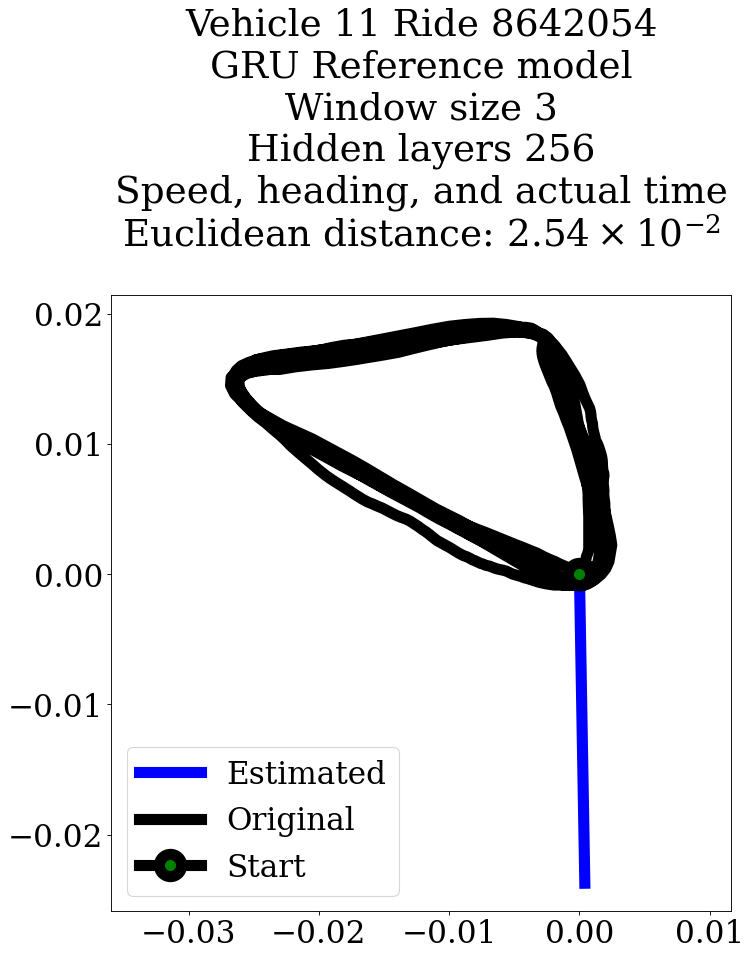 Vehicle 11 Ride 8642054
GRU Reference model
Window size 3
Hidden layers 256
Speed, heading, and actual time
Euclidean distance: 2.54 × 10⁻²
0.02
0.01
0.00
−0.01
−0.02
Estimated
Original
Start
−0.03 −0.02 −0.01 0.00 0.01